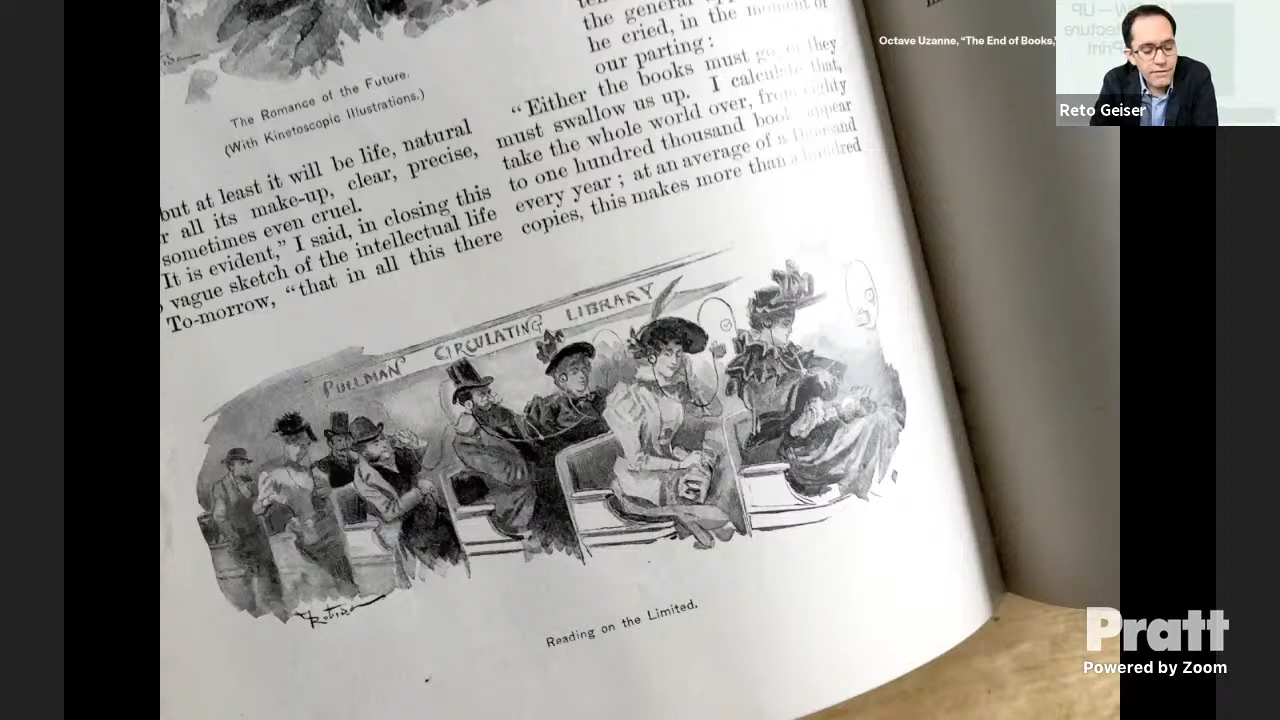 The Romance of the Future.
(With Kinetoscopic Illustrations.)
but at least it will be life, natural
all its make-up, clear, precise,
sometimes even cruel.
"It is evident," I said, in closing this
vague sketch of the intellectual life
To-morrow, "that in all this there
the general
he cried, in the moment of
our parting:
"Either the books must go, or they
must swallow us up. I calculate that,
take the whole world over, from eighty
to one hundred thousand books appear
every year; at an average of a thousand
copies, this makes more than a hundred
PULLMAN CIRCULATING LIBRARY
Reading on the Limited.
Octave Uzanne, "The End of Books,"
Reto Geiser
Pratt
Powered by Zoom